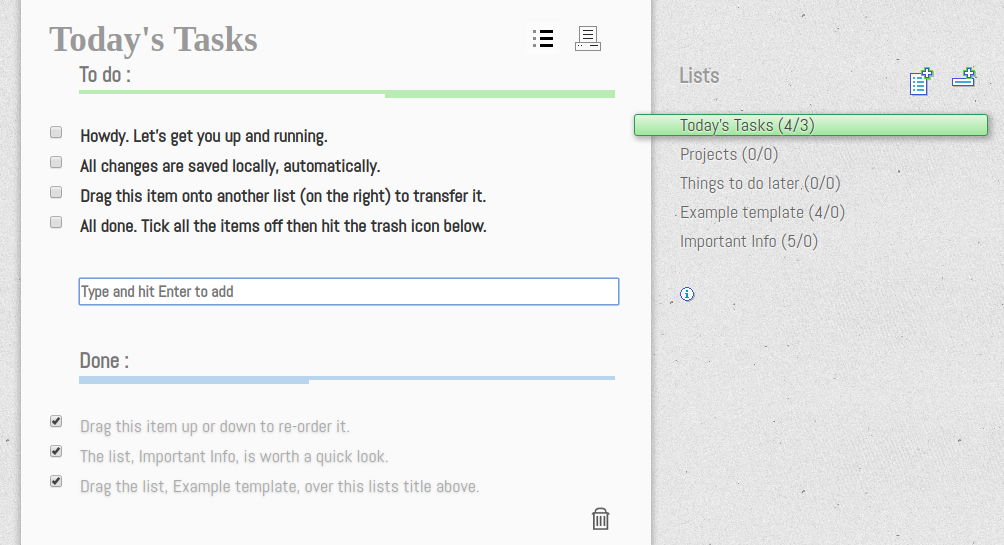 Today's Tasks
To do :
Howdy. Let's get you up and running.
All changes are saved locally, automatically.
Drag this item onto another list (on the right) to transfer it.
All done. Tick all the items off then hit the trash icon below.
Type and hit Enter to add
Done :
Drag this item up or down to re-order it.
The list, Important Info, is worth a quick look.
Drag the list, Example template, over this lists title above.
Lists
Today's Tasks (4/3)
Projects (0/0)
Things to do later (0/0)
Example template (4/0)
Important Info (5/0)